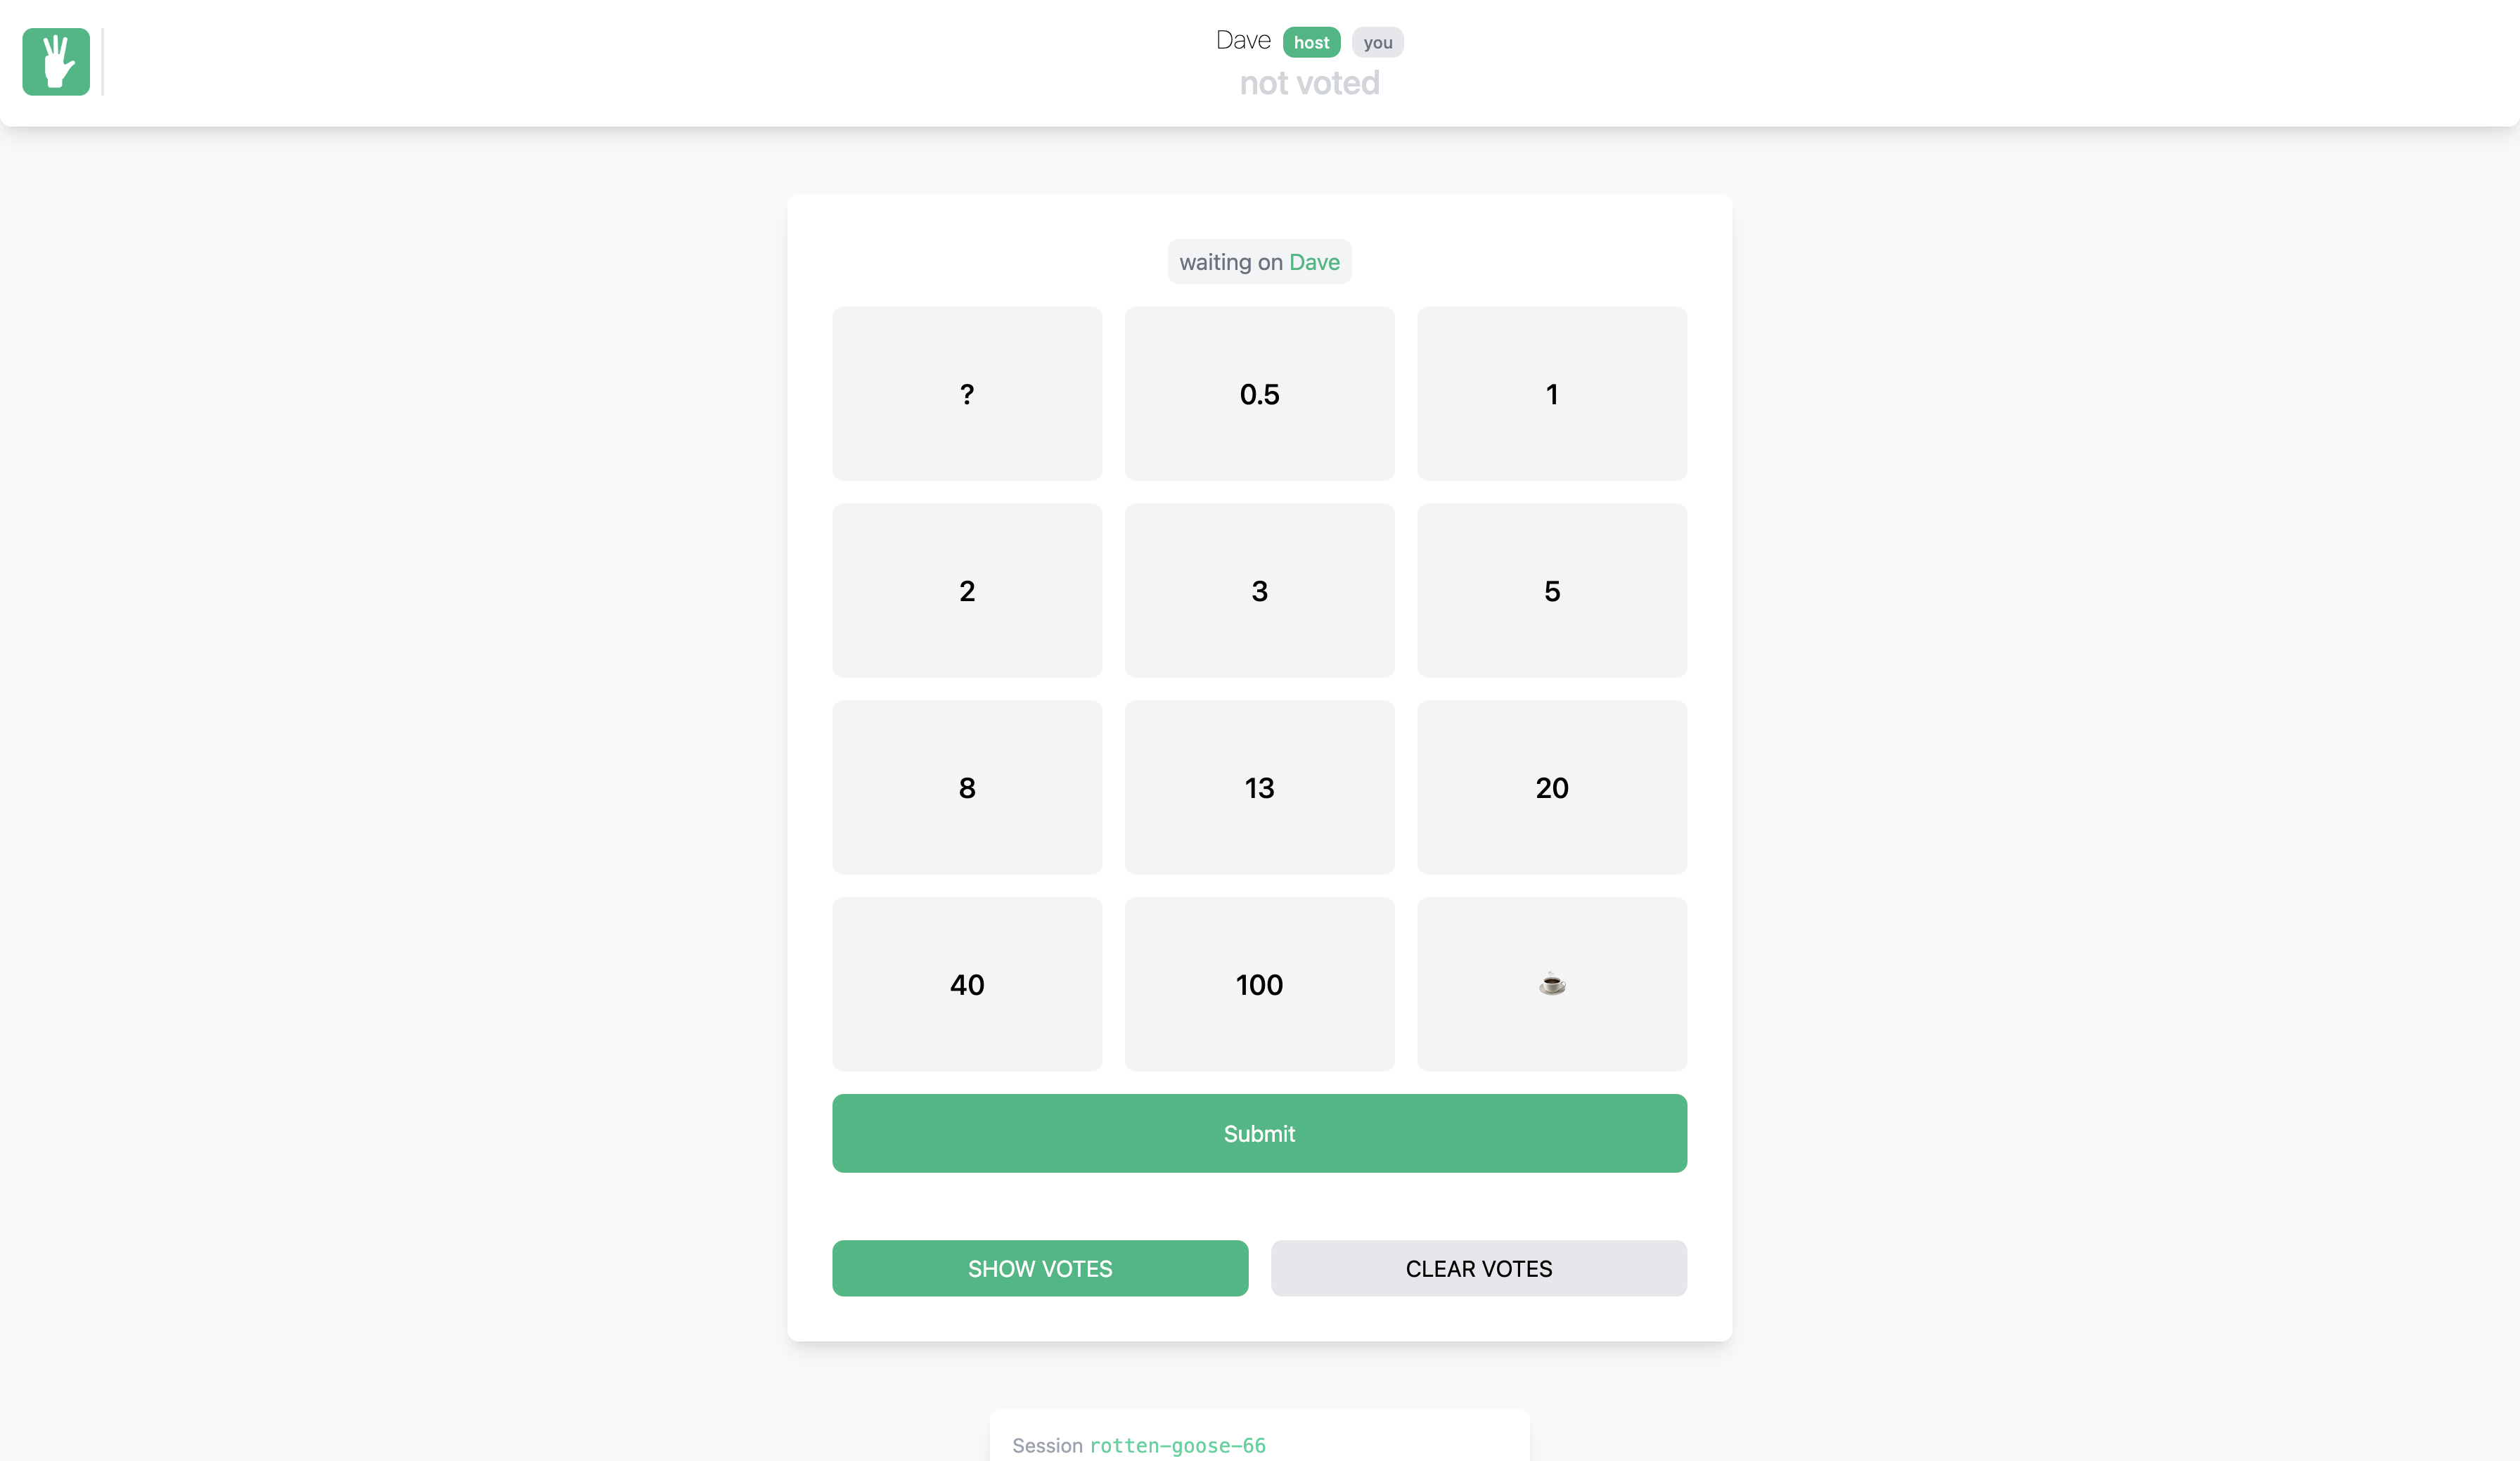 Dave host you
not voted
waiting on Dave
? 0.5 1
2 3 5
8 13 20
40 100 ☕
Submit
SHOW VOTES CLEAR VOTES
Session rotten-goose-66